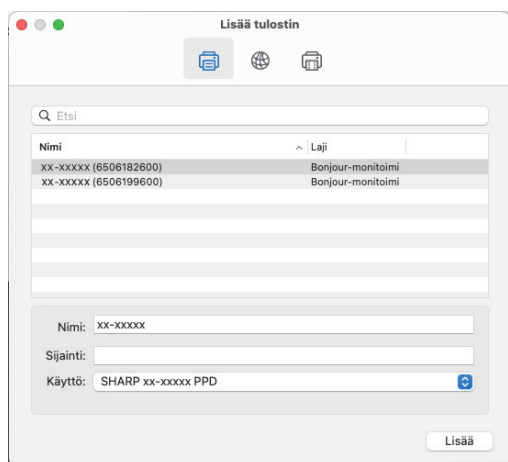 Lisää tulostin
Etsi
Nimi Laji
xx-xxxxx (6506182600) Bonjour-monitoimi
xx-xxxxx (6506199600) Bonjour-monitoimi
Nimi: xx-xxxxx
Sijainti:
Käyttö: SHARP xx-xxxxx PPD
Lisää